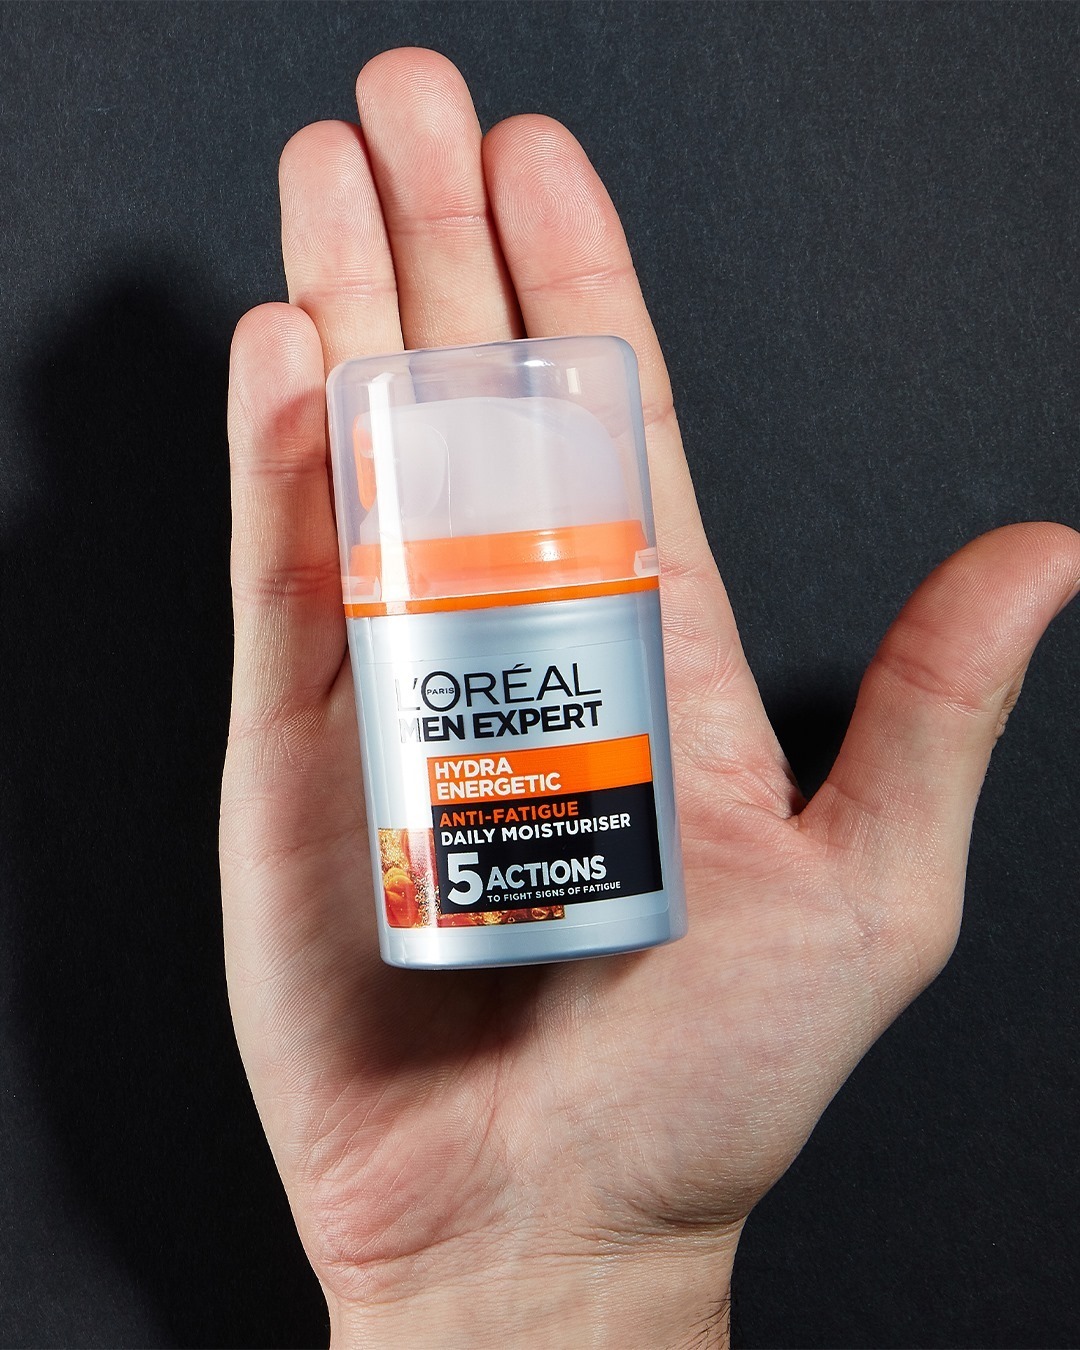 L'ORÉAL
PARIS
MEN EXPERT
HYDRA
ENERGETIC
ANTI-FATIGUE
DAILY MOISTURISER
5 ACTIONS
TO FIGHT SIGNS OF FATIGUE